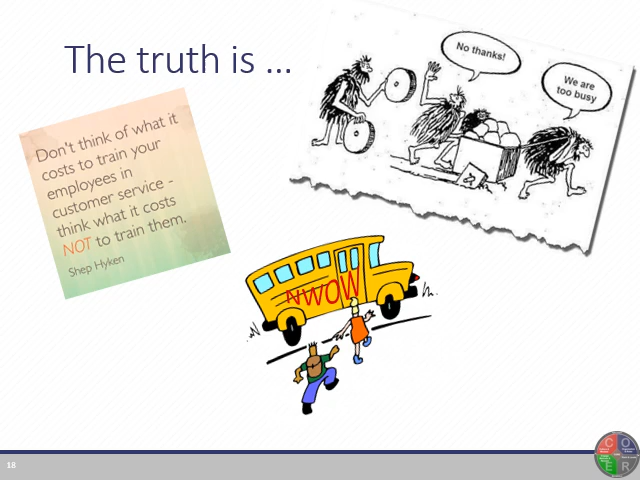 The truth is ...
No thanks!
We are
too busy
Don't think of what it
costs to train your
employees in
customer service -
think what it costs
NOT to train them.
Shep Hyken
NWOW
18
C O
E R